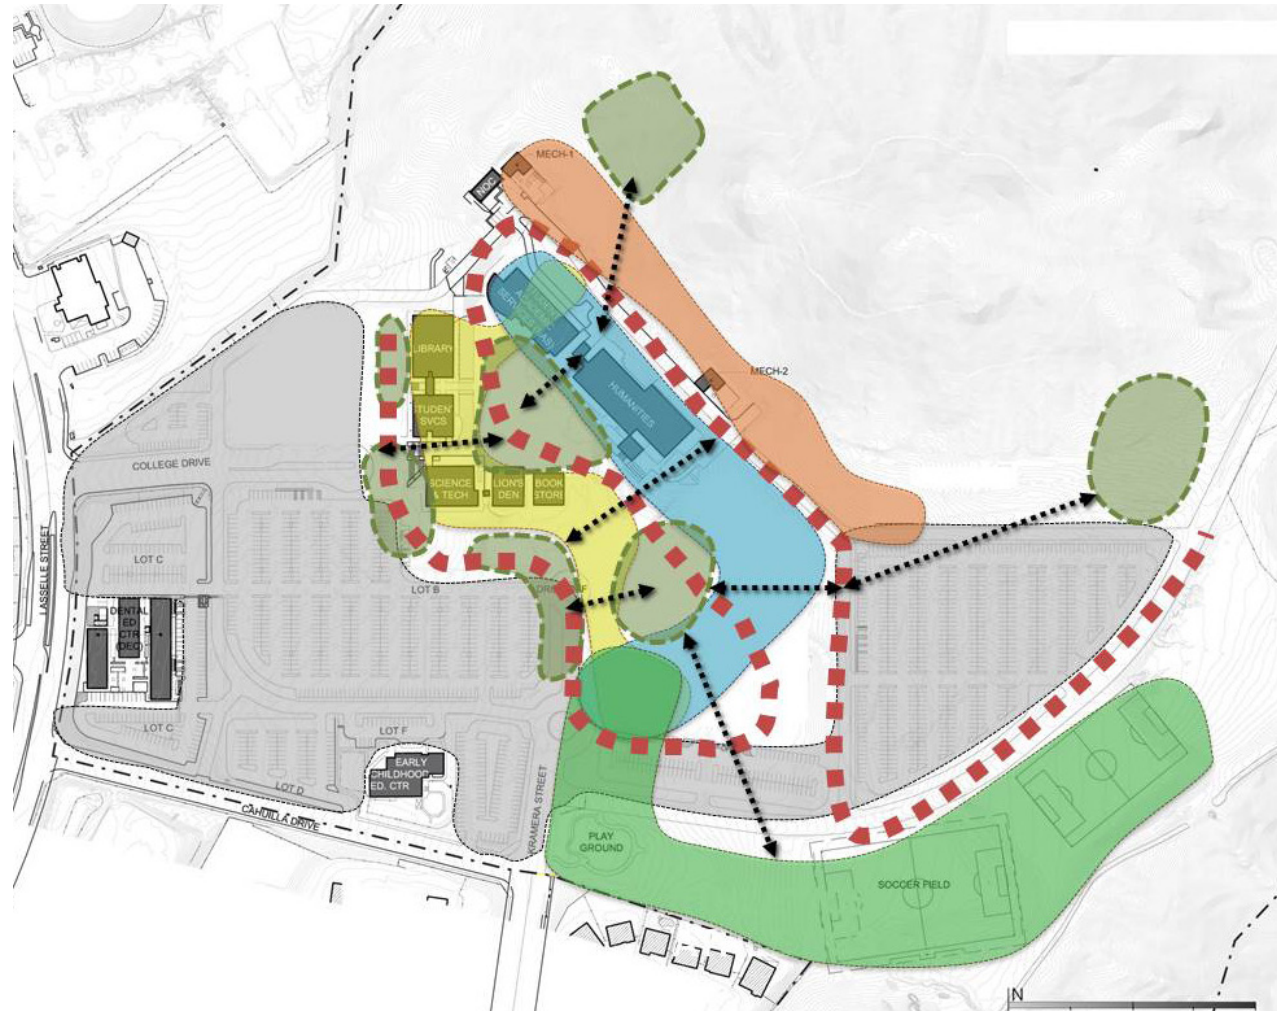 MECH-1
NOC
LIBRARY
HUMANITIES
MECH-2
STUDENT
SVCS
COLLEGE DRIVE
SCIENCE
& TECH
LION'S
DEN
BOOK
STORE
LASSELLE STREET
LOT C
LOT B
DENTAL
ED
CTR
(DEC)
LOT C
LOT F
EARLY
CHILDHOOD
ED. CTR
LOT D
CAHUILLA DRIVE
KRAMERA STREET
PLAY
GROUND
SOCCER FIELD
N